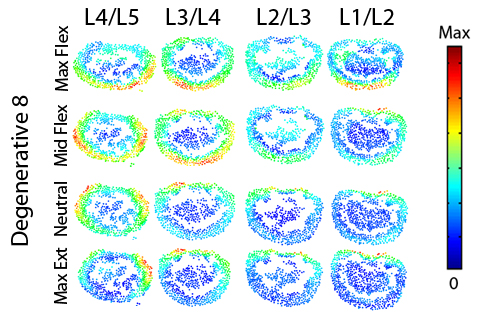 L4/L5 L3/L4 L2/L3 L1/L2
Max
Degenerative 8
Max Flex
Mid Flex
Neutral
Max Ext
0